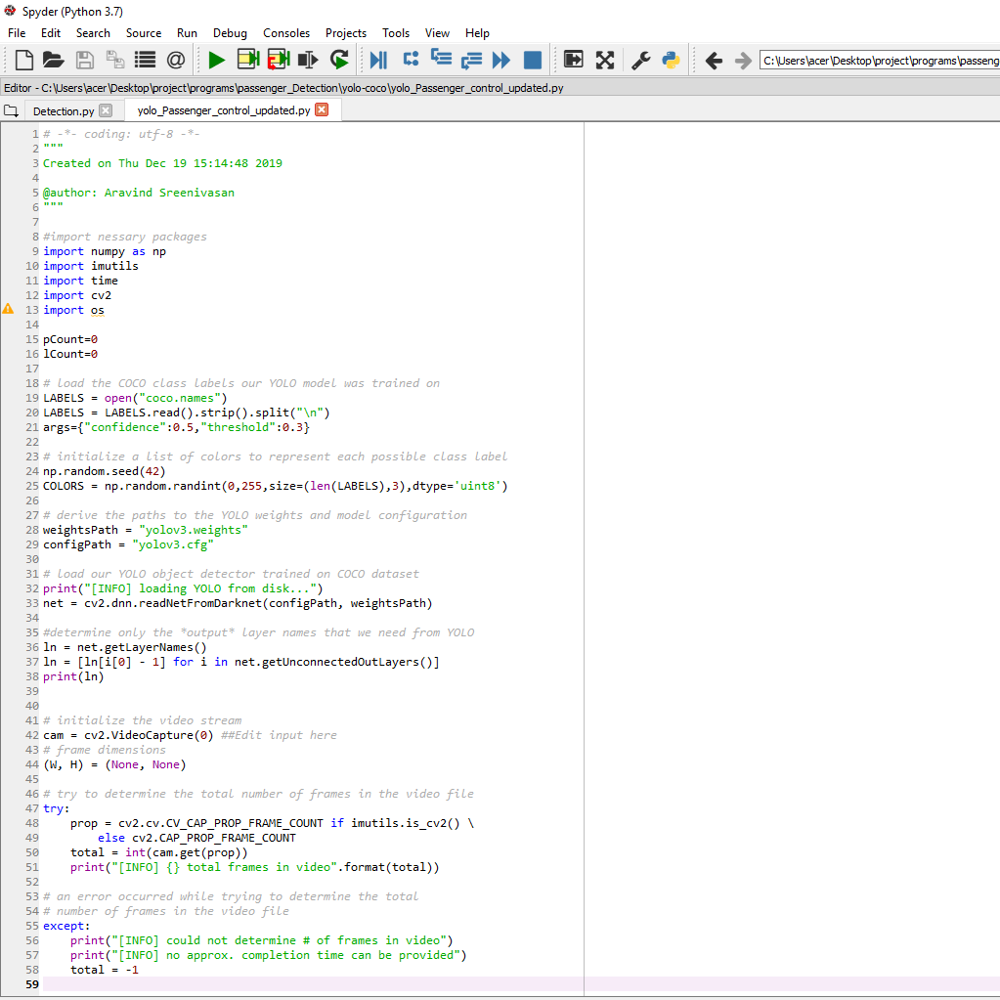 Spyder (Python 3.7)
File Edit Search Source Run Debug Consoles Projects Tools View Help
C:\Users\acer\Desktop\project\programs\passeng
Editor - C:\Users\acer\Desktop\project\programs\passenger_Detection\yolo-coco\yolo_Passenger_control_updated.py
Detection.py yolo_Passenger_control_updated.py
1 # -*- coding: utf-8 -*-
2 """
3 Created on Thu Dec 19 15:14:48 2019
4
5 @author: Aravind Sreenivasan
6 """
7
8 #import nessary packages
9 import numpy as np
10 import imutils
11 import time
12 import cv2
13 import os
14
15 pCount=0
16 lCount=0
17
18 # load the COCO class labels our YOLO model was trained on
19 LABELS = open("coco.names")
20 LABELS = LABELS.read().strip().split("\n")
21 args={"confidence":0.5,"threshold":0.3}
22
23 # initialize a list of colors to represent each possible class label
24 np.random.seed(42)
25 COLORS = np.random.randint(0,255,size=(len(LABELS),3),dtype='uint8')
26
27 # derive the paths to the YOLO weights and model configuration
28 weightsPath = "yolov3.weights"
29 configPath = "yolov3.cfg"
30
31 # load our YOLO object detector trained on COCO dataset
32 print("[INFO] loading YOLO from disk...")
33 net = cv2.dnn.readNetFromDarknet(configPath, weightsPath)
34
35 #determine only the *output* layer names that we need from YOLO
36 ln = net.getLayerNames()
37 ln = [ln[i[0] - 1] for i in net.getUnconnectedOutLayers()]
38 print(ln)
39
40
41 # initialize the video stream
42 cam = cv2.VideoCapture(0) ##Edit input here
43 # frame dimensions
44 (W, H) = (None, None)
45
46 # try to determine the total number of frames in the video file
47 try:
48     prop = cv2.cv.CV_CAP_PROP_FRAME_COUNT if imutils.is_cv2() \
49         else cv2.CAP_PROP_FRAME_COUNT
50     total = int(cam.get(prop))
51     print("[INFO] {} total frames in video".format(total))
52
53 # an error occurred while trying to determine the total
54 # number of frames in the video file
55 except:
56     print("[INFO] could not determine # of frames in video")
57     print("[INFO] no approx. completion time can be provided")
58     total = -1
59